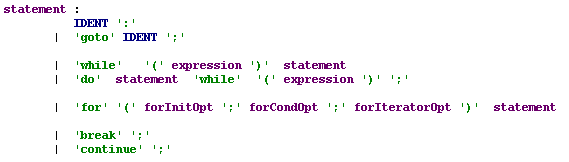 statement :
IDENT ':'
| 'goto' IDENT ';'
| 'while' '(' expression ')' statement
| 'do' statement 'while' '(' expression ')' ';'
| 'for' '(' forInitOpt ';' forCondOpt ';' forIteratorOpt ')' statement
| 'break' ';'
| 'continue' ';'